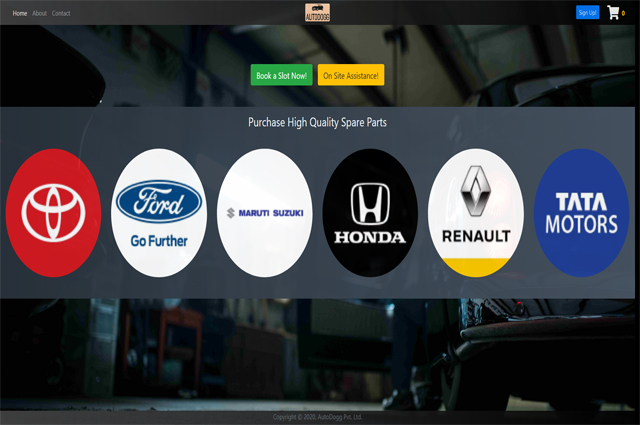 Home About Contact
AUTODOGG
Sign Up!
0
Book a Slot Now!
On Site Assistance!
Purchase High Quality Spare Parts
Ford
Go Further
MARUTI SUZUKI
HONDA
RENAULT
TATA
MOTORS
Copyright © 2020, AutoDogg Pvt. Ltd.